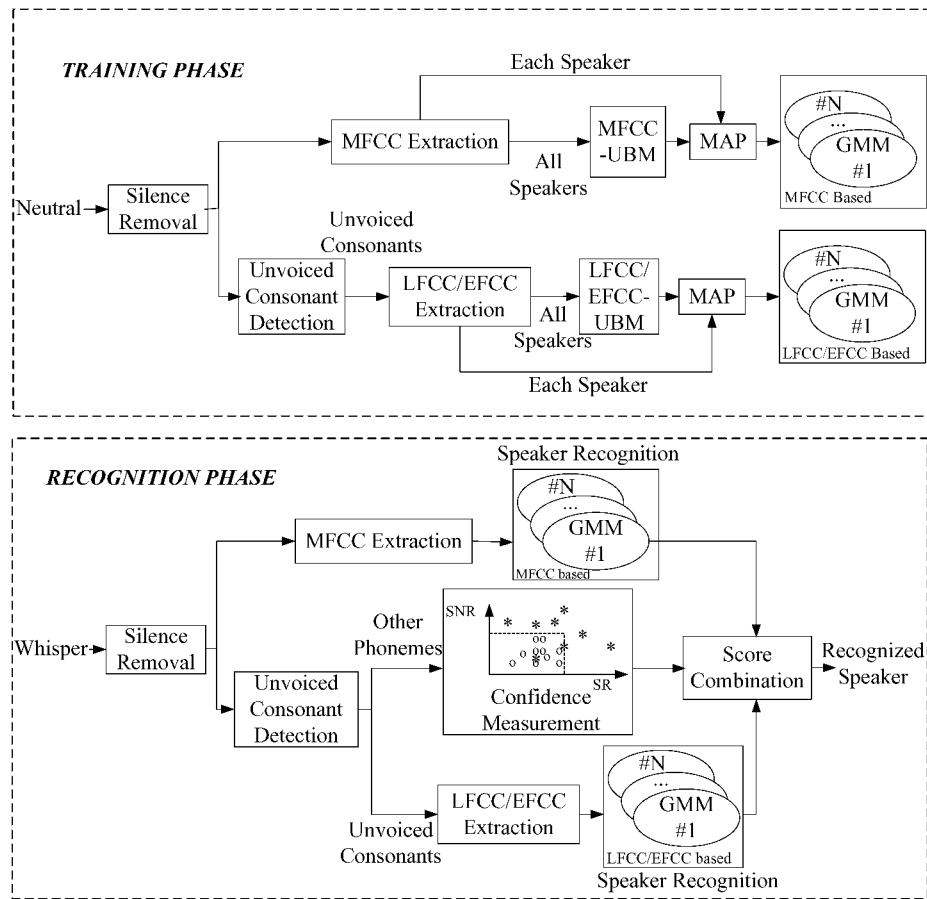 TRAINING PHASE
Each Speaker
MFCC Extraction
All
Speakers
MFCC
-UBM
MAP
#N
...
GMM
#1
MFCC Based
Neutral
Silence
Removal
Unvoiced
Consonants
Unvoiced
Consonant
Detection
LFCC/EFCC
Extraction
All
Speakers
LFCC/
EFCC-
UBM
MAP
#N
...
GMM
#1
LFCC/EFCC Based
Each Speaker
RECOGNITION PHASE
Speaker Recognition
MFCC Extraction
#N
...
GMM
#1
MFCC based
Whisper
Silence
Removal
Unvoiced
Consonant
Detection
Other
Phonemes
SNR
SR
Confidence
Measurement
Score
Combination
Recognized
Speaker
Unvoiced
Consonants
LFCC/EFCC
Extraction
#N
...
GMM
#1
LFCC/EFCC based
Speaker Recognition